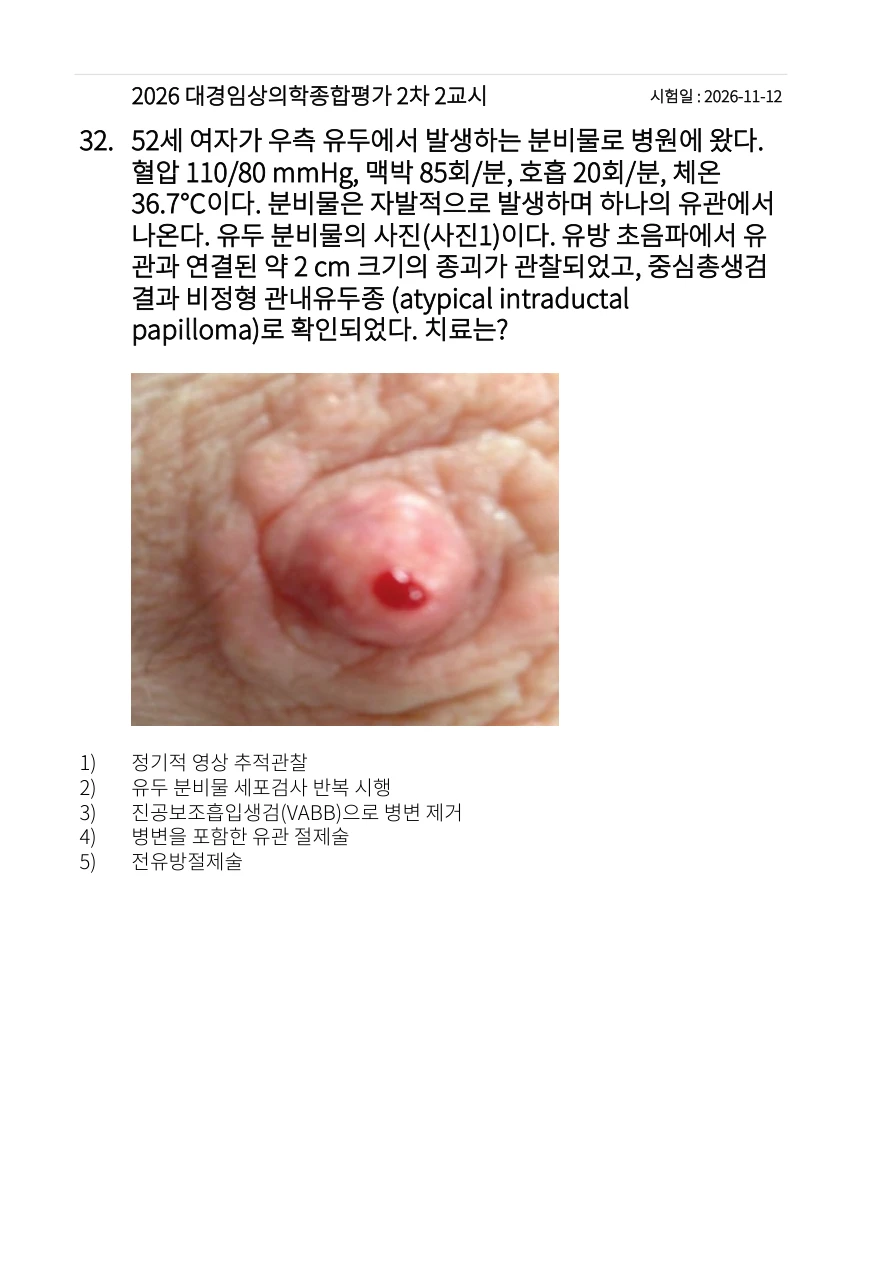 2026 대경임상의학종합평가 2차 2교시
시험일 : 2026-11-12
32. 52세 여자가 우측 유두에서 발생하는 분비물로 병원에 왔다.
혈압 110/80 mmHg, 맥박 85회/분, 호흡 20회/분, 체온
36.7℃이다. 분비물은 자발적으로 발생하며 하나의 유관에서
나온다. 유두 분비물의 사진(사진1)이다. 유방 초음파에서 유
관과 연결된 약 2 cm 크기의 종괴가 관찰되었고, 중심총생검
결과 비정형 관내유두종 (atypical intraductal
papilloma)로 확인되었다. 치료는?
1) 정기적 영상 추적관찰
2) 유두 분비물 세포검사 반복 시행
3) 진공보조흡입생검(VABB)으로 병변 제거
4) 병변을 포함한 유관 절제술
5) 전유방절제술